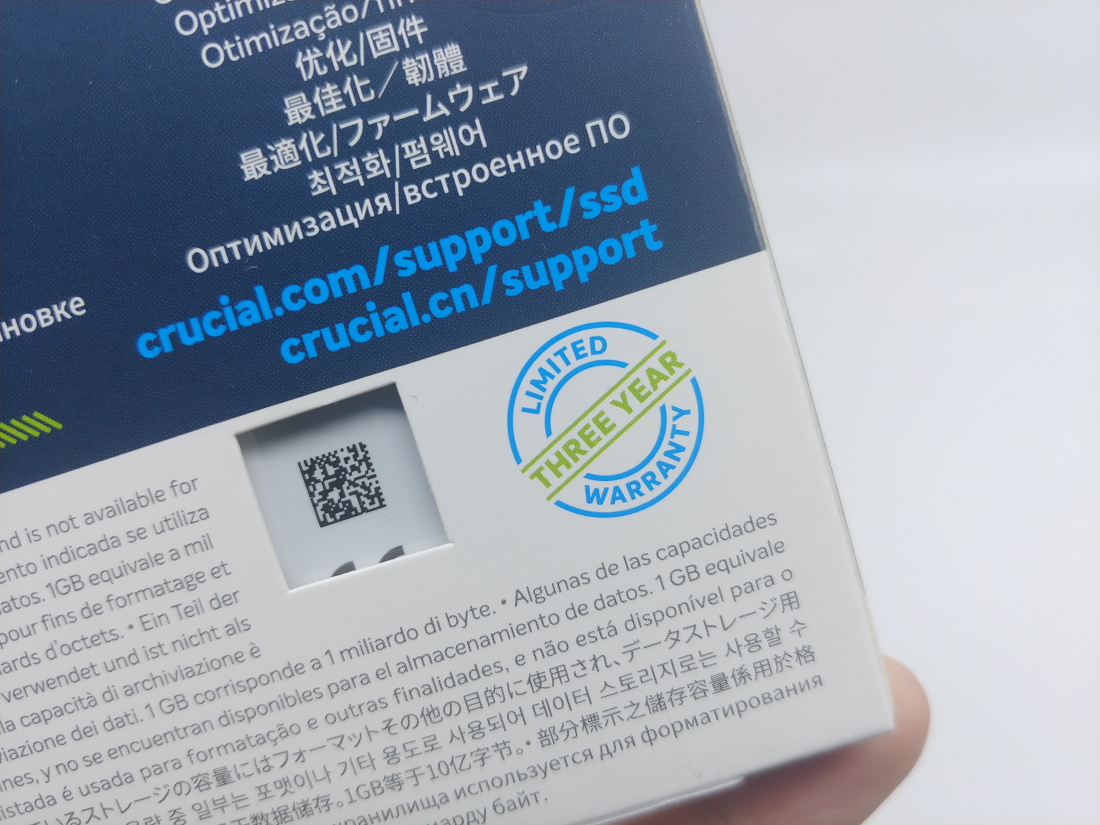 Otimização/
优化/固件
最佳化／韌體
最適化/ファームウェア
최적화/펌웨어
Оптимизация/встроенное ПО
crucial.com/support/ssd
crucial.cn/support
LIMITED
THREE YEAR
WARRANTY
is not available for
indicada se utiliza
1GB equivale a mil
pour fins de formatage et
d'octets. • Ein Teil der
verwendet und ist nicht als
la capacità di archiviazione è
dei dati. 1 GB corrisponde a 1 miliardo di byte. • Algunas de las capacidades
y no se encuentran disponibles para el almacenamiento de datos. 1 GB equivale
é usada para formatação e outras finalidades, e não está disponível para o
ストレージの容量にはフォーマットその他の目的に使用され、データストレージ用
중 일부는 포맷이나 기타 용도로 사용되어 데이터 스토리지로는 사용할 수
数据储存。1GB等于10亿字节。• 部分標示之儲存容量係用於格
используется для форматирования
байт.